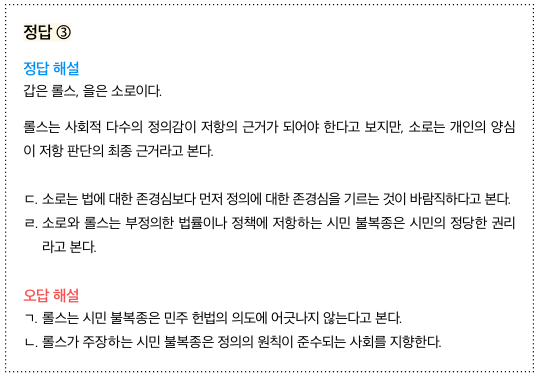 정답 ③
정답 해설
갑은 롤스, 을은 소로이다.
롤스는 사회적 다수의 정의감이 저항의 근거가 되어야 한다고 보지만, 소로는 개인의 양심
이 저항 판단의 최종 근거라고 본다.
ㄷ. 소로는 법에 대한 존경심보다 먼저 정의에 대한 존경심을 기르는 것이 바람직하다고 본다.
ㄹ. 소로와 롤스는 부정의한 법률이나 정책에 저항하는 시민 불복종은 시민의 정당한 권리
라고 본다.
오답 해설
ㄱ. 롤스는 시민 불복종은 민주 헌법의 의도에 어긋나지 않는다고 본다.
ㄴ. 롤스가 주장하는 시민 불복종은 정의의 원칙이 준수되는 사회를 지향한다.